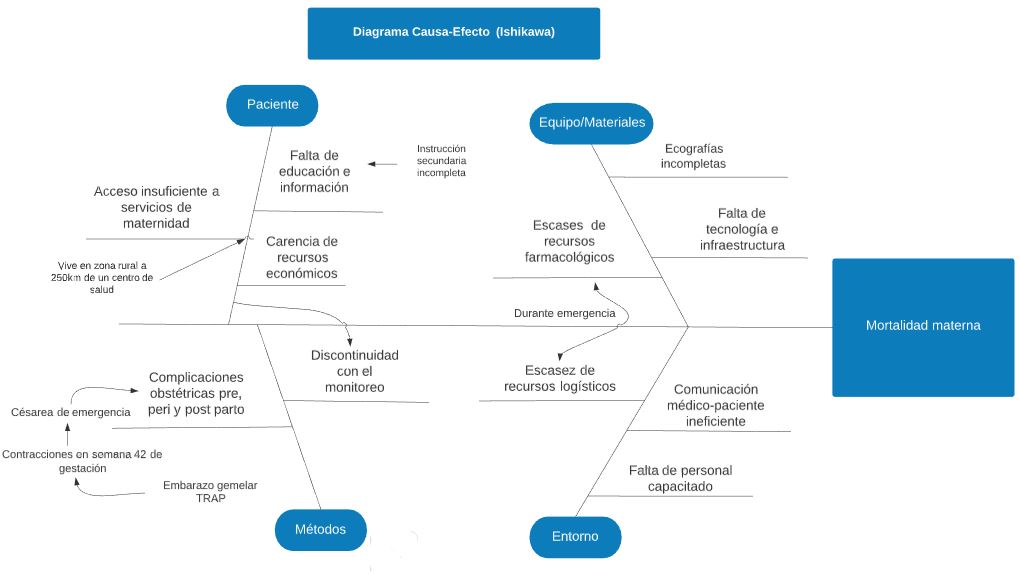 Diagrama Causa-Efecto (Ishikawa)
Paciente
Equipo/Materiales
Falta de
educación e
información
Instrucción
secundaria
incompleta
Ecografías
incompletas
Acceso insuficiente a
servicios de
maternidad
Carencia de
recursos
económicos
Escases de
recursos
farmacológicos
Falta de
tecnología e
infraestructura
Vive en zona rural a
250km de un centro de
salud
Durante emergencia
Mortalidad materna
Discontinuidad
con el
monitoreo
Complicaciones
obstétricas pre,
peri y post parto
Escasez de
recursos logísticos
Comunicación
médico-paciente
ineficiente
Césarea de emergencia
Contracciones en semana 42 de
gestación
Embarazo gemelar
TRAP
Falta de personal
capacitado
Métodos
Entorno